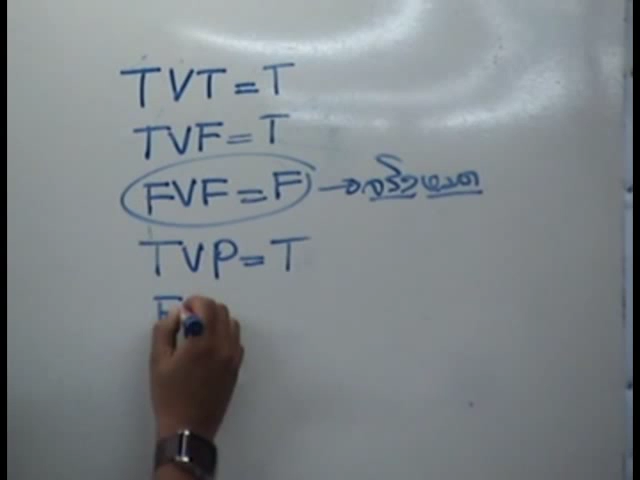 TVT=T
TVF=T
FVF=F →
TVP=T
F